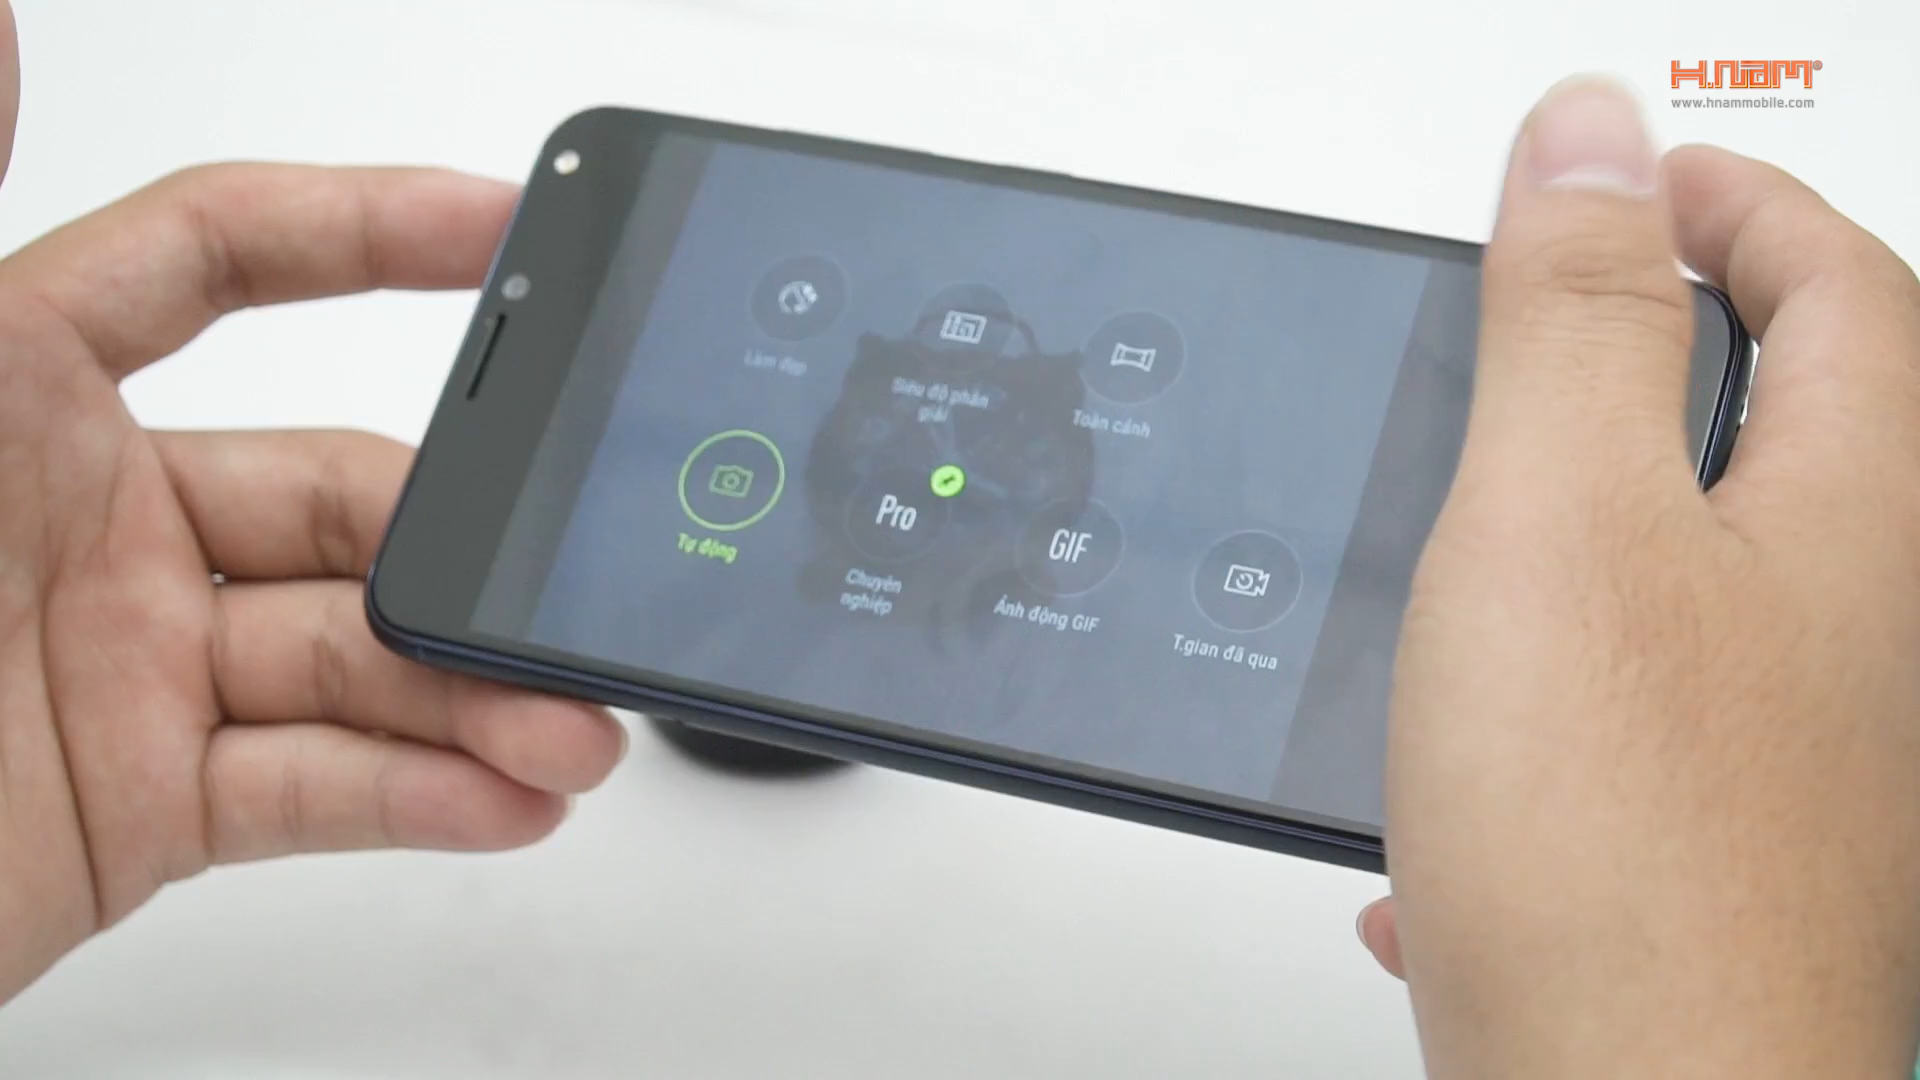 H.NAM®
www.hnammobile.com
Làm đẹp
Siêu độ phân
giải
Toàn cảnh
Tự động
Pro
Chuyên
nghiệp
GIF
Ảnh động GIF
T.gian đã qua